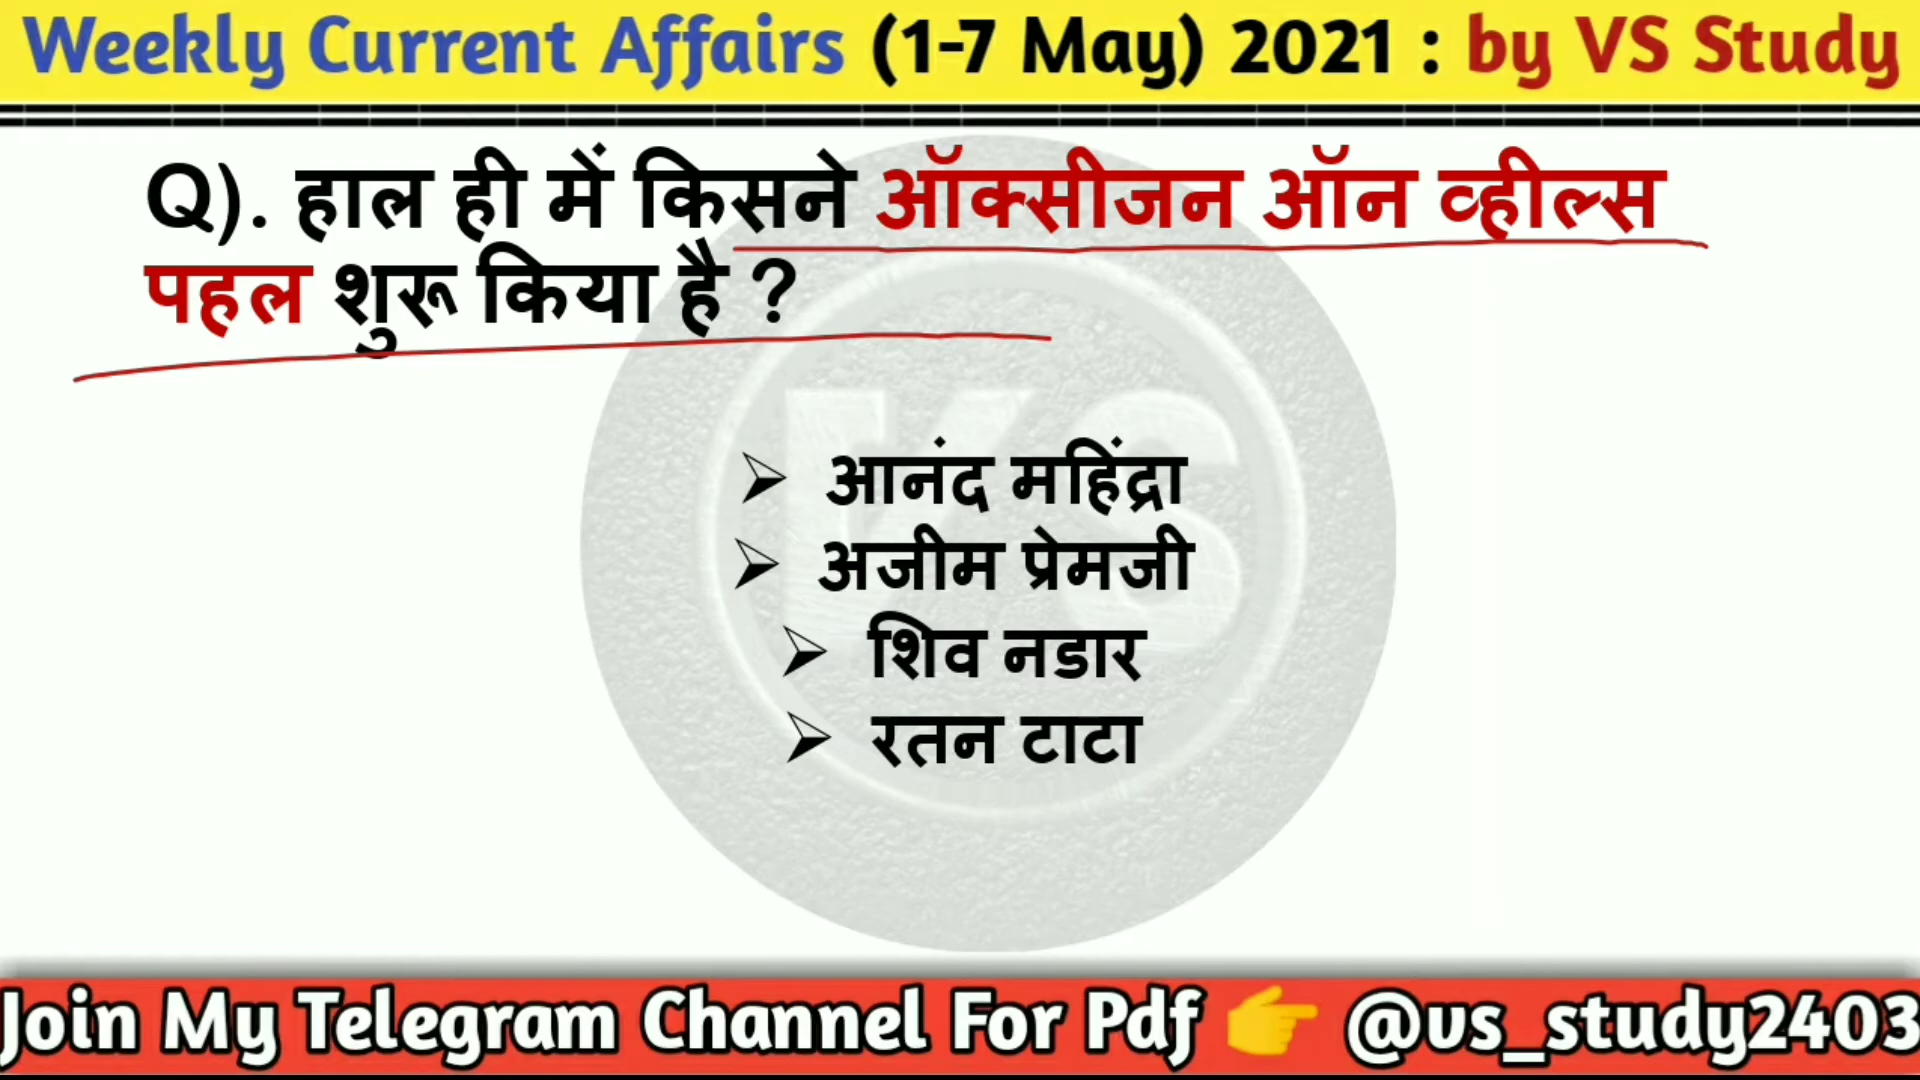 Weekly Current Affairs (1-7 May) 2021 : by VS Study
Q). हाल ही में किसने ऑक्सीजन ऑन व्हील्स
पहल शुरू किया है ?
VS
➢ आनंद महिंद्रा
➢ अजीम प्रेमजी
➢ शिव नडार
➢ रतन टाटा
Join My Telegram Channel For Pdf 👉 @vs_study2403